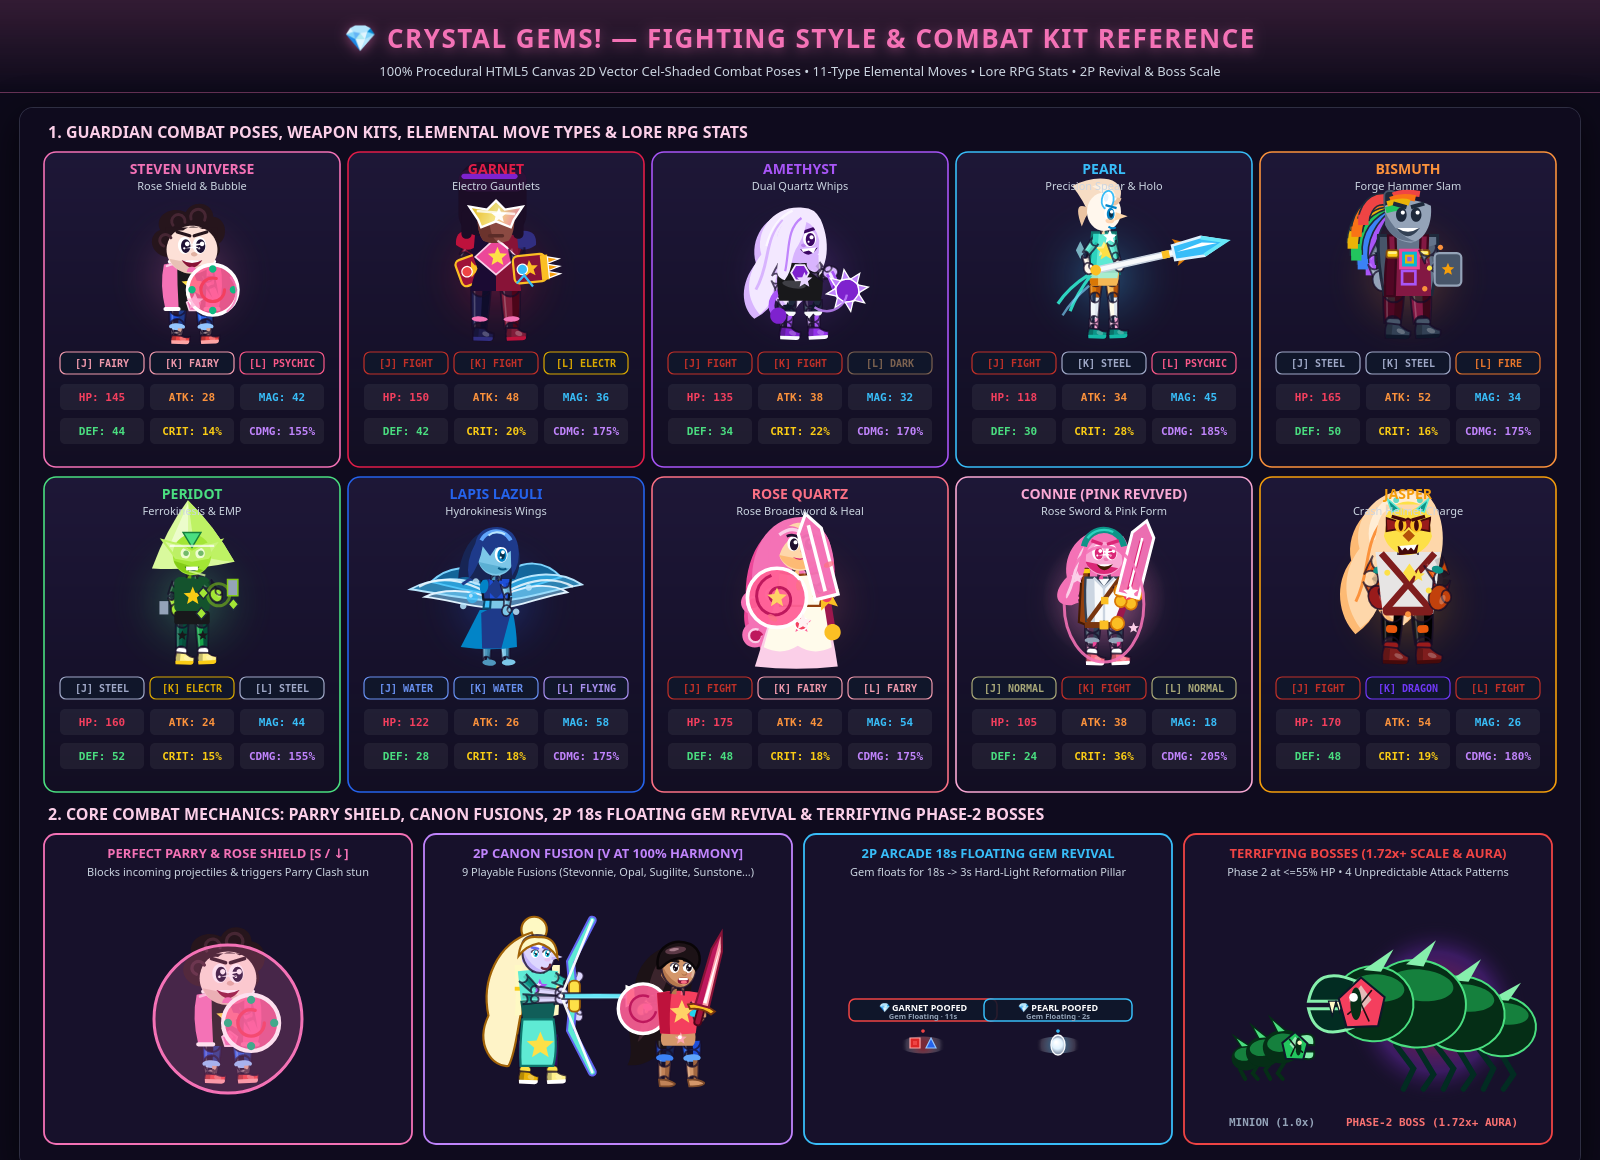 💎 CRYSTAL GEMS! — FIGHTING STYLE & COMBAT KIT REFERENCE
100% Procedural HTML5 Canvas 2D Vector Cel-Shaded Combat Poses • 11-Type Elemental Moves • Lore RPG Stats • 2P Revival & Boss Scale
1. GUARDIAN COMBAT POSES, WEAPON KITS, ELEMENTAL MOVE TYPES & LORE RPG STATS
STEVEN UNIVERSE
Rose Shield & Bubble
[J] FAIRY [K] FAIRY [L] PSYCHIC
HP: 145 ATK: 28 MAG: 42
DEF: 44 CRIT: 14% CDMG: 155%
GARNET
Electro Gauntlets
[J] FIGHT [K] FIGHT [L] ELECTR
HP: 150 ATK: 48 MAG: 36
DEF: 42 CRIT: 20% CDMG: 175%
AMETHYST
Dual Quartz Whips
[J] FIGHT [K] FIGHT [L] DARK
HP: 135 ATK: 38 MAG: 32
DEF: 34 CRIT: 22% CDMG: 170%
PEARL
& Holo
[J] FIGHT [K] STEEL [L] PSYCHIC
HP: 118 ATK: 34 MAG: 45
DEF: 30 CRIT: 28% CDMG: 185%
BISMUTH
Forge Hammer Slam
[J] STEEL [K] STEEL [L] FIRE
HP: 165 ATK: 52 MAG: 34
DEF: 50 CRIT: 16% CDMG: 175%
PERIDOT
& EMP
[J] STEEL [K] ELECTR [L] STEEL
HP: 160 ATK: 24 MAG: 44
DEF: 52 CRIT: 15% CDMG: 155%
LAPIS LAZULI
Hydrokinesis Wings
[J] WATER [K] WATER [L] FLYING
HP: 122 ATK: 26 MAG: 58
DEF: 28 CRIT: 18% CDMG: 175%
ROSE QUARTZ
Rose Broadsword & Heal
[J] FIGHT [K] FAIRY [L] FAIRY
HP: 175 ATK: 42 MAG: 54
DEF: 48 CRIT: 18% CDMG: 175%
CONNIE (PINK REVIVED)
Rose Sword & Pink Form
[J] NORMAL [K] FIGHT [L] NORMAL
HP: 105 ATK: 38 MAG: 18
DEF: 24 CRIT: 36% CDMG: 205%
JASPER
[J] FIGHT [K] DRAGON [L] FIGHT
HP: 170 ATK: 54 MAG: 26
DEF: 48 CRIT: 19% CDMG: 180%
2. CORE COMBAT MECHANICS: PARRY SHIELD, CANON FUSIONS, 2P 18s FLOATING GEM REVIVAL & TERRIFYING PHASE-2 BOSSES
PERFECT PARRY & ROSE SHIELD [S / ↓]
Blocks incoming projectiles & triggers Parry Clash stun
2P CANON FUSION [V AT 100% HARMONY]
9 Playable Fusions (Stevonnie, Opal, Sugilite, Sunstone...)
2P ARCADE 18s FLOATING GEM REVIVAL
Gem floats for 18s -> 3s Hard-Light Reformation Pillar
💎 GARNET POOFED
Gem Floating · 11s
💎 PEARL POOFED
Gem Floating · 2s
TERRIFYING BOSSES (1.72x+ SCALE & AURA)
Phase 2 at <=55% HP • 4 Unpredictable Attack Patterns
MINION (1.0x)
PHASE-2 BOSS (1.72x+ AURA)